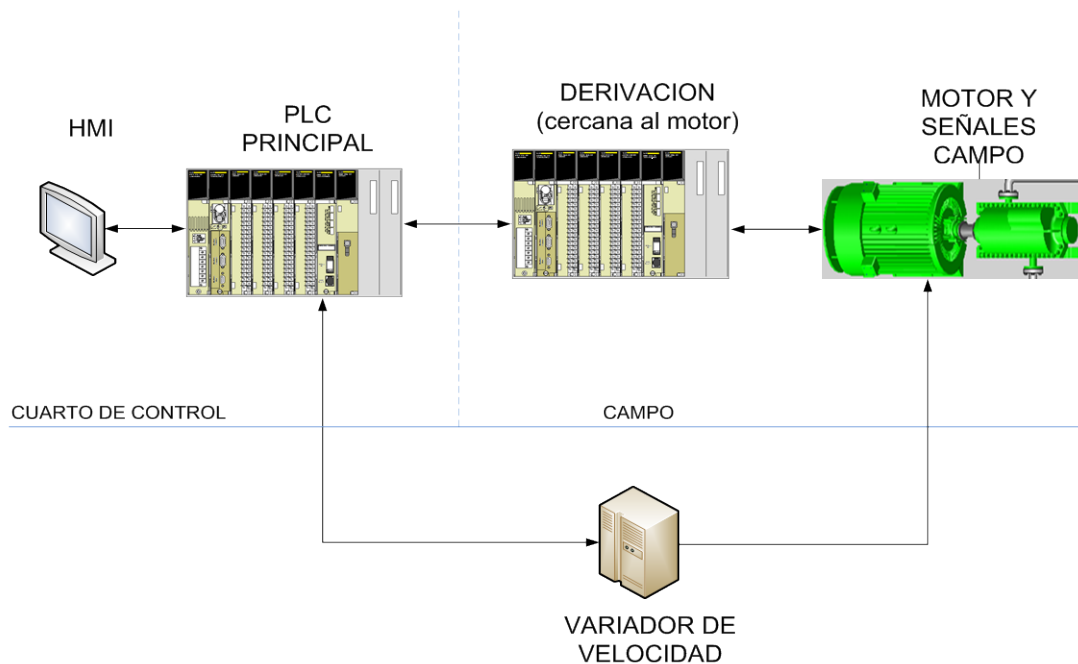 HMI
PLC
PRINCIPAL
DERIVACION
(cercana al motor)
MOTOR Y
SEÑALES
CAMPO
CUARTO DE CONTROL
CAMPO
VARIADOR DE
VELOCIDAD